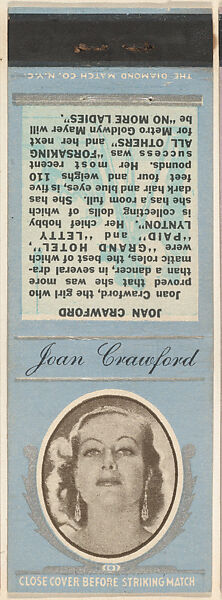 THE DIAMOND MATCH CO. N.Y.C.
JOAN CRAWFORD
Joan Crawford, the girl who
proved that she was more
than a dancer, in several dra-
matic roles, the best of which
were "GRAND HOTEL",
"PAID" and "LETTY
LYNTON". Her chief hobby
is collecting dolls of which
she has a room full. She has
dark hair and blue eyes, is five
feet four and weighs 110
pounds. Her most recent
success was "FORSAKING
ALL OTHERS" and her next
for Metro Goldwyn Mayer will
be "NO MORE LADIES".
Joan Crawford
CLOSE COVER BEFORE STRIKING MATCH